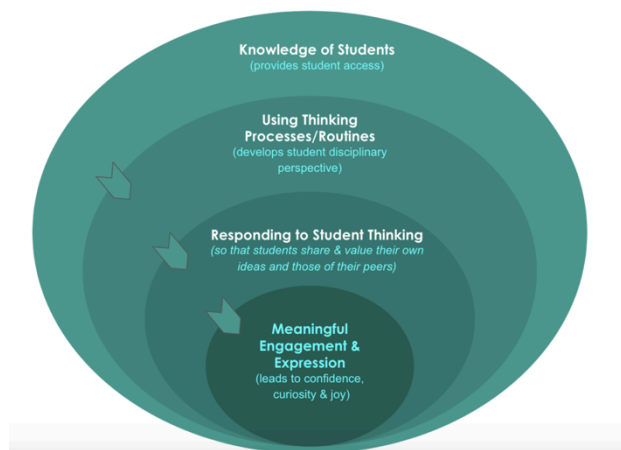 Knowledge of Students
(provides student access)
Using Thinking
Processes/Routines
(develops student disciplinary
perspective)
Responding to Student Thinking
(so that students share & value their own
ideas and those of their peers)
Meaningful
Engagement &
Expression
(leads to confidence,
curiosity & joy)